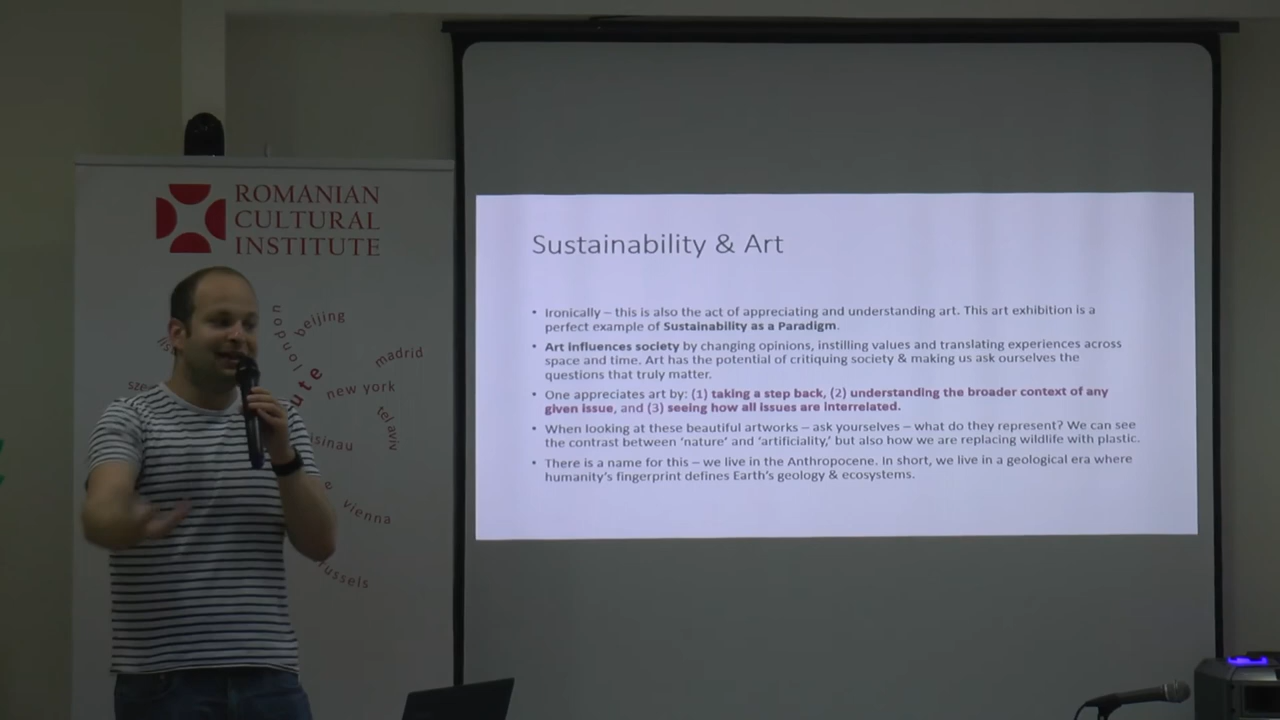 ROMANIAN
CULTURAL
INSTITUTE
london
beijing
madrid
new york
tel aviv
vienna
Sustainability & Art
• Ironically – this is also the act of appreciating and understanding art. This art exhibition is a
perfect example of Sustainability as a Paradigm.
• Art influences society by changing opinions, instilling values and translating experiences across
space and time. Art has the potential of critiquing society & making us ask ourselves the
questions that truly matter.
• One appreciates art by: (1) taking a step back, (2) understanding the broader context of any
given issue, and (3) seeing how all issues are interrelated.
• When looking at these beautiful artworks – ask yourselves – what do they represent? We can see
the contrast between ‘nature’ and ‘artificiality,’ but also how we are replacing wildlife with plastic.
• There is a name for this – we live in the Anthropocene. In short, we live in a geological era where
humanity’s fingerprint defines Earth’s geology & ecosystems.